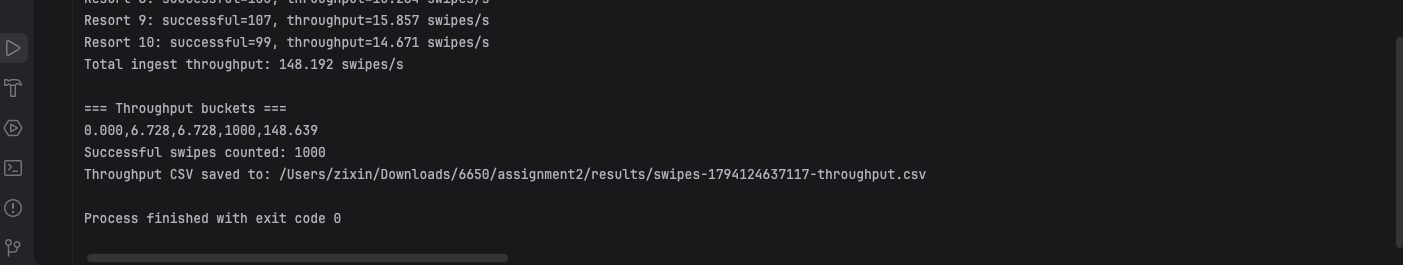 Resort 9: successful=107, throughput=15.857 swipes/s
Resort 10: successful=99, throughput=14.671 swipes/s
Total ingest throughput: 148.192 swipes/s
=== Throughput buckets ===
0.000,6.728,6.728,1000,148.639
Successful swipes counted: 1000
Throughput CSV saved to: /Users/zixin/Downloads/6650/assignment2/results/swipes-1794124637117-throughput.csv
Process finished with exit code 0